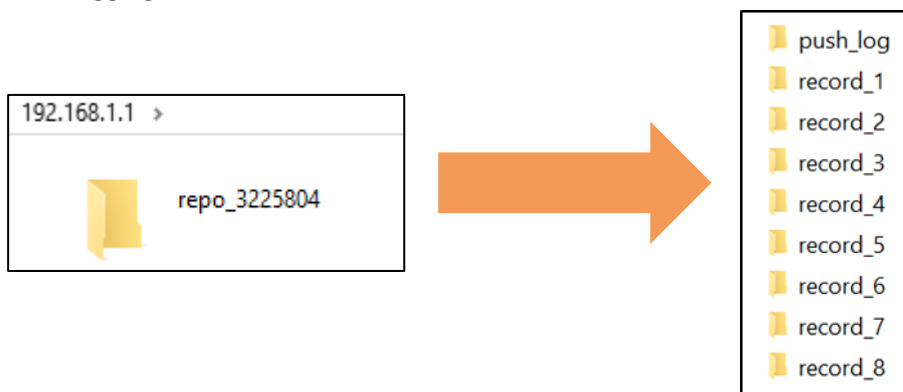 192.168.1.1 >
repo_3225804
push_log
record_1
record_2
record_3
record_4
record_5
record_6
record_7
record_8